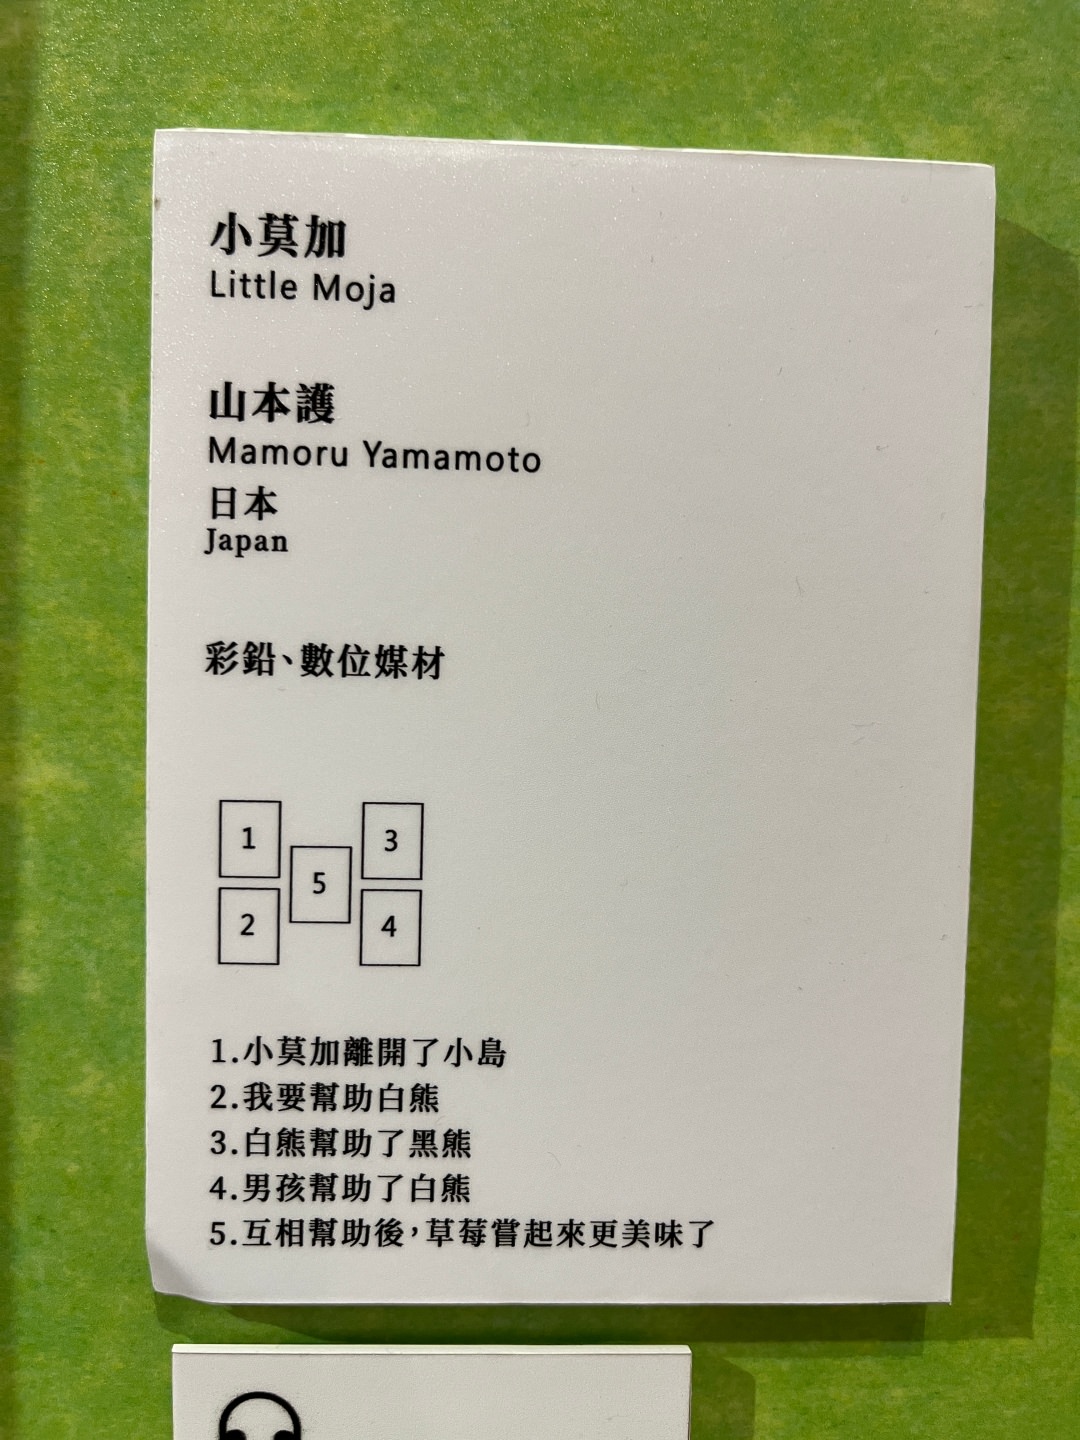 小莫加
Little Moja
山本護
Mamoru Yamamoto
日本
Japan
彩鉛、數位媒材
1
3
5
2
4
1.小莫加離開了小島
2.我要幫助白熊
3.白熊幫助了黑熊
4.男孩幫助了白熊
5.互相幫助後，草莓嘗起來更美味了